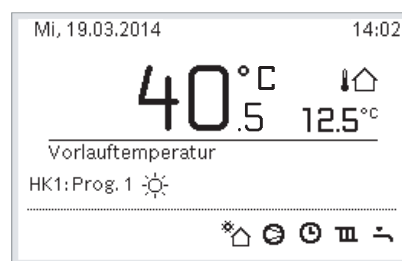 Mi, 19.03.2014 14:02
40.5 °C
12.5°C
Vorlauftemperatur
HK1: Prog. 1